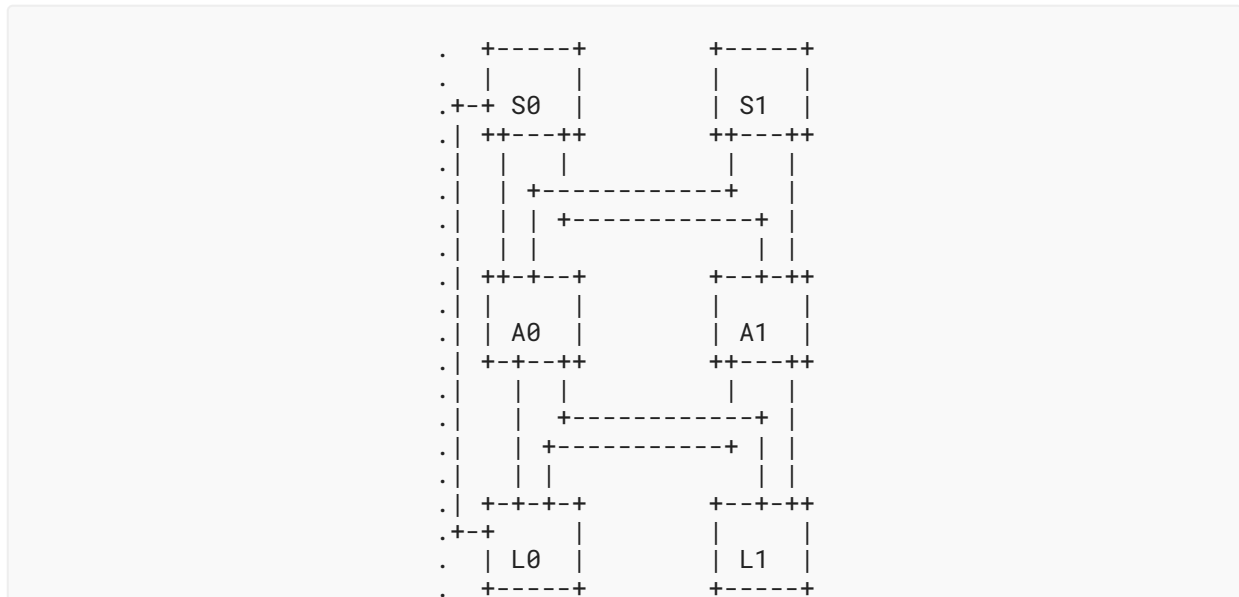 .  +-----+        +-----+
.  |     |        |     |
.+-+ S0  |        | S1  |
.| ++---++        ++---++
.|  |   |          |   |
.|  | +------------+   |
.|  | | +------------+ |
.|  | |              | |
.| ++-+--+        +--+-++
.| |     |        |     |
.| | A0  |        | A1  |
.| +-+--++        ++---++
.|   |  |          |   |
.|   |  +------------+ |
.|   | +-----------+ | |
.|   | |             | |
.| +-+-+-+        +--+-++
.+-+     |        |     |
.  | L0  |        | L1  |
.  +-----+        +-----+